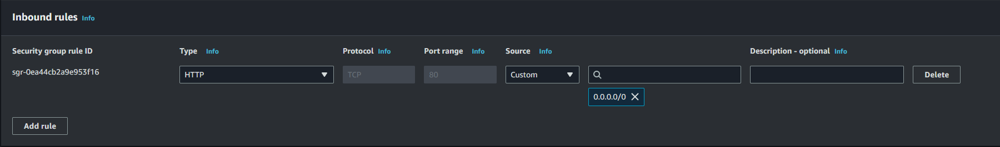 Inbound rules Info
Security group rule ID Type Info Protocol Info Port range Info Source Info Description - optional Info
sgr-0ea44cb2a9e953f16 HTTP TCP 80 Custom Delete
0.0.0.0/0
Add rule